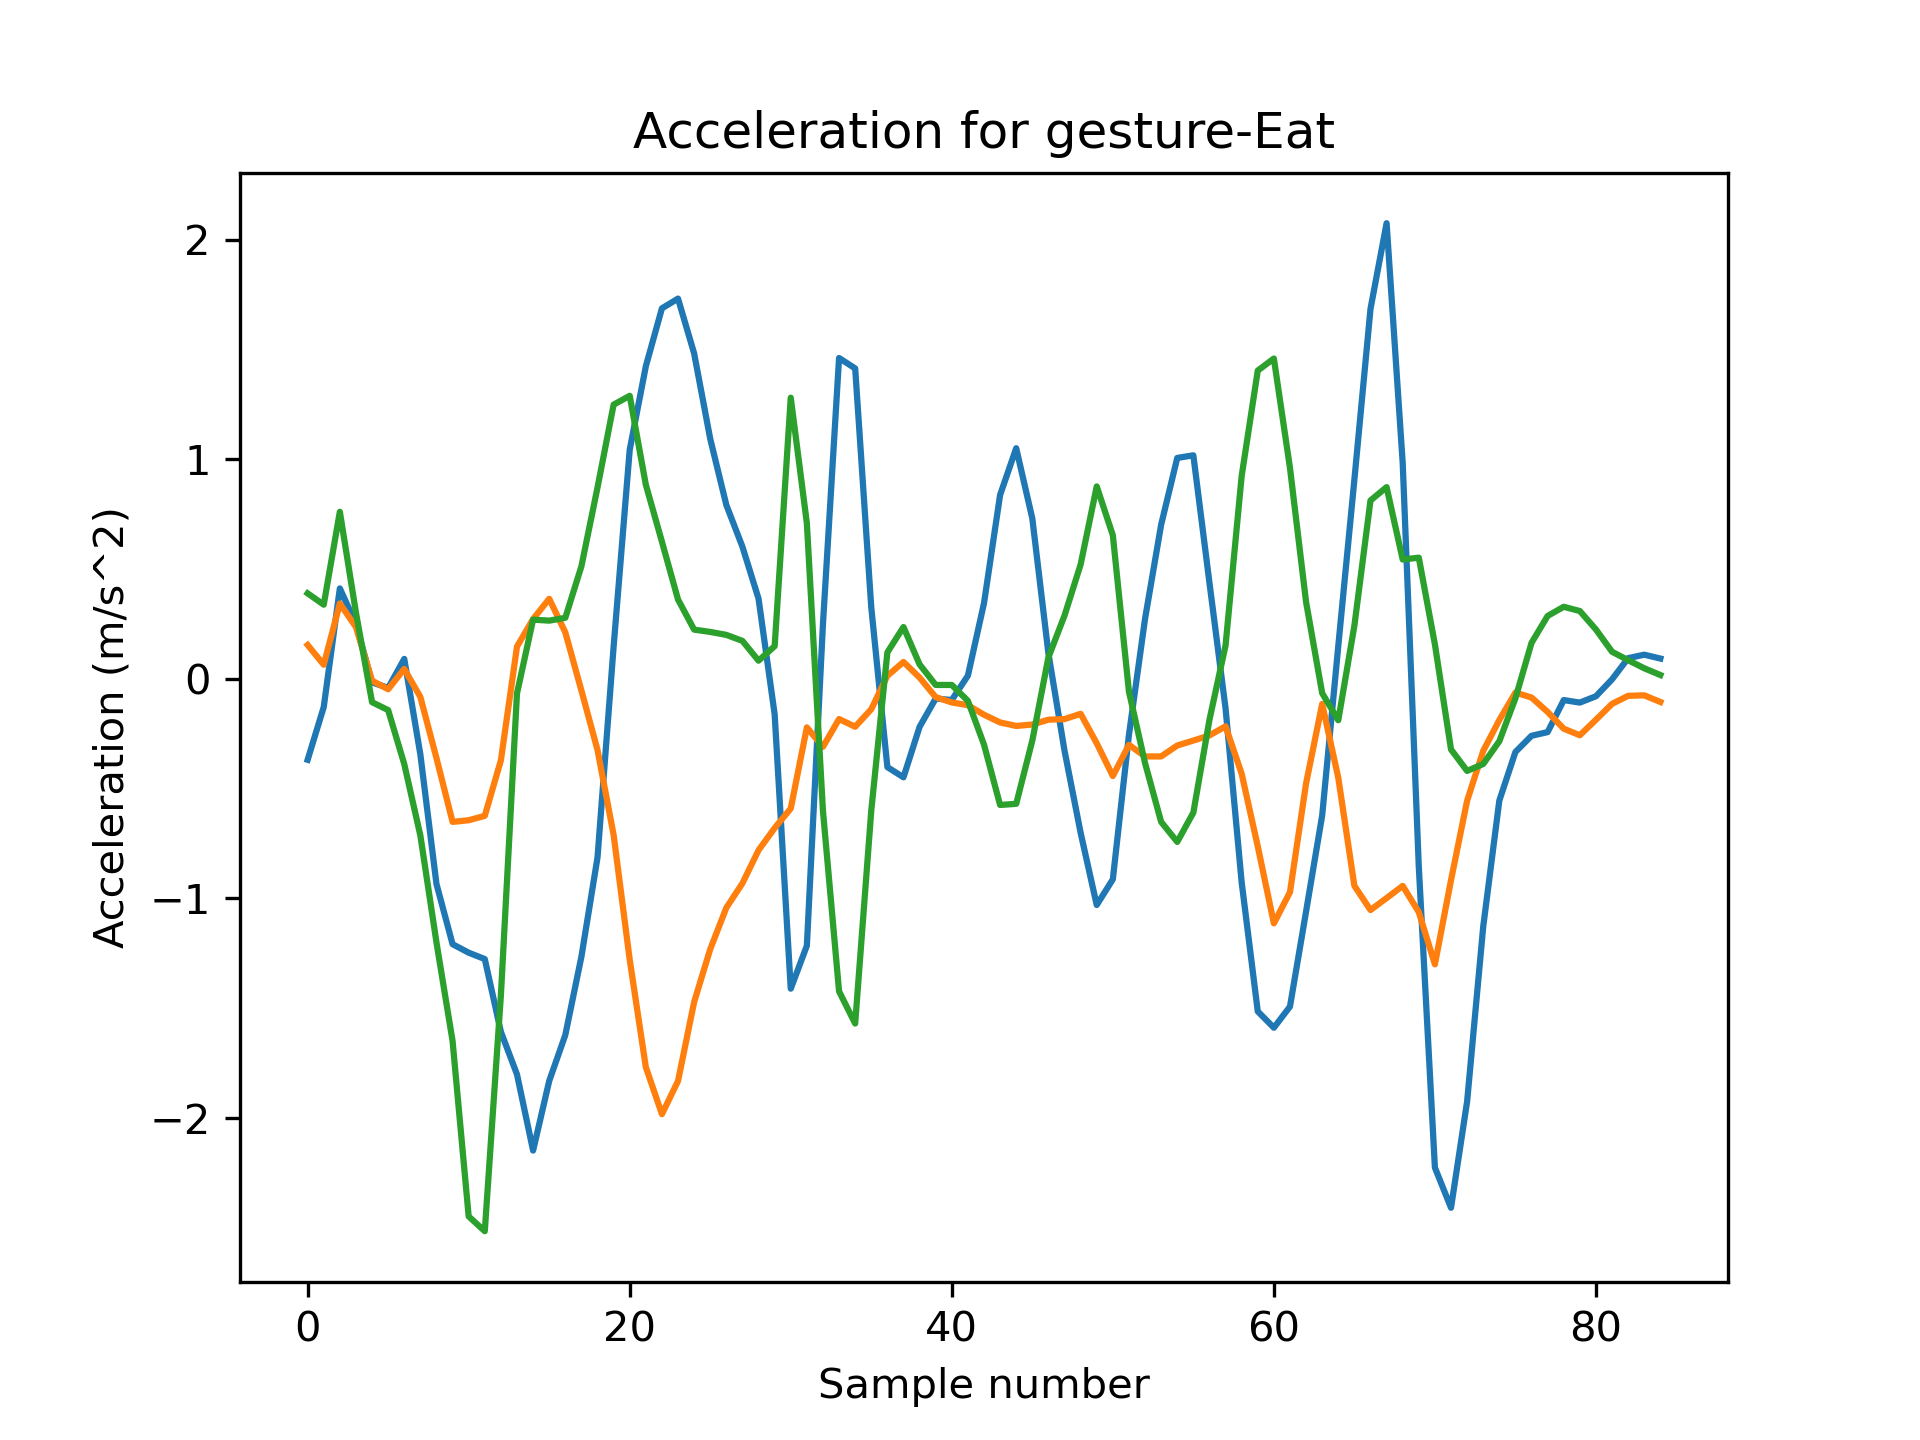 Acceleration for gesture-Eat
Acceleration (m/s^2)
2
1
0
−1
−2
0 20 40 60 80
Sample number